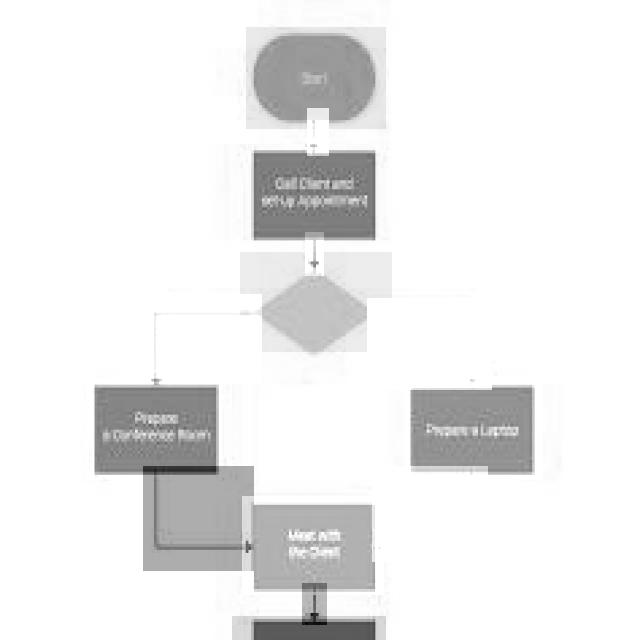 Start
Call Client and
set-up Appointment
Prepare
a Conference Room
Prepare a Laptop
Meet with
the Client